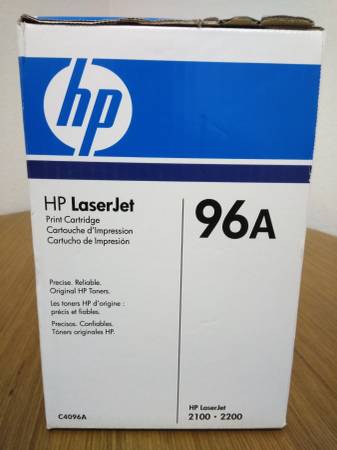 hp
HP LaserJet
Print Cartridge
Cartouche d'Impression
Cartucho de Impresión
96A
Precise. Reliable.
Original HP Toners.
Les toners HP d'origine :
précis et fiables.
Precisos. Confiables.
Tóners originales HP.
C4096A
HP LaserJet
2100 • 2200